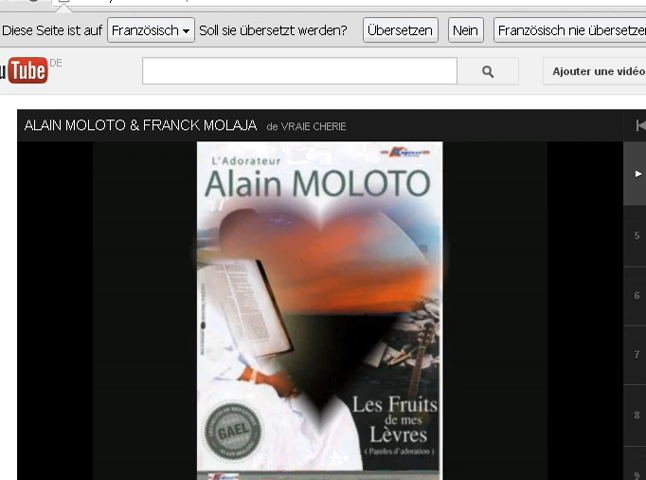 Diese Seite ist auf Französisch Soll sie übersetzt werden? Übersetzen Nein Französisch nie übersetze
Tube DE
Ajouter une vidéo
ALAIN MOLOTO & FRANCK MOLAJA de VRAIE CHERIE
L'Adorateur
Alain MOLOTO
5
6
7
8
9
Les Fruits
de mes
Lèvres
( Paroles d'adoration )
GAEL